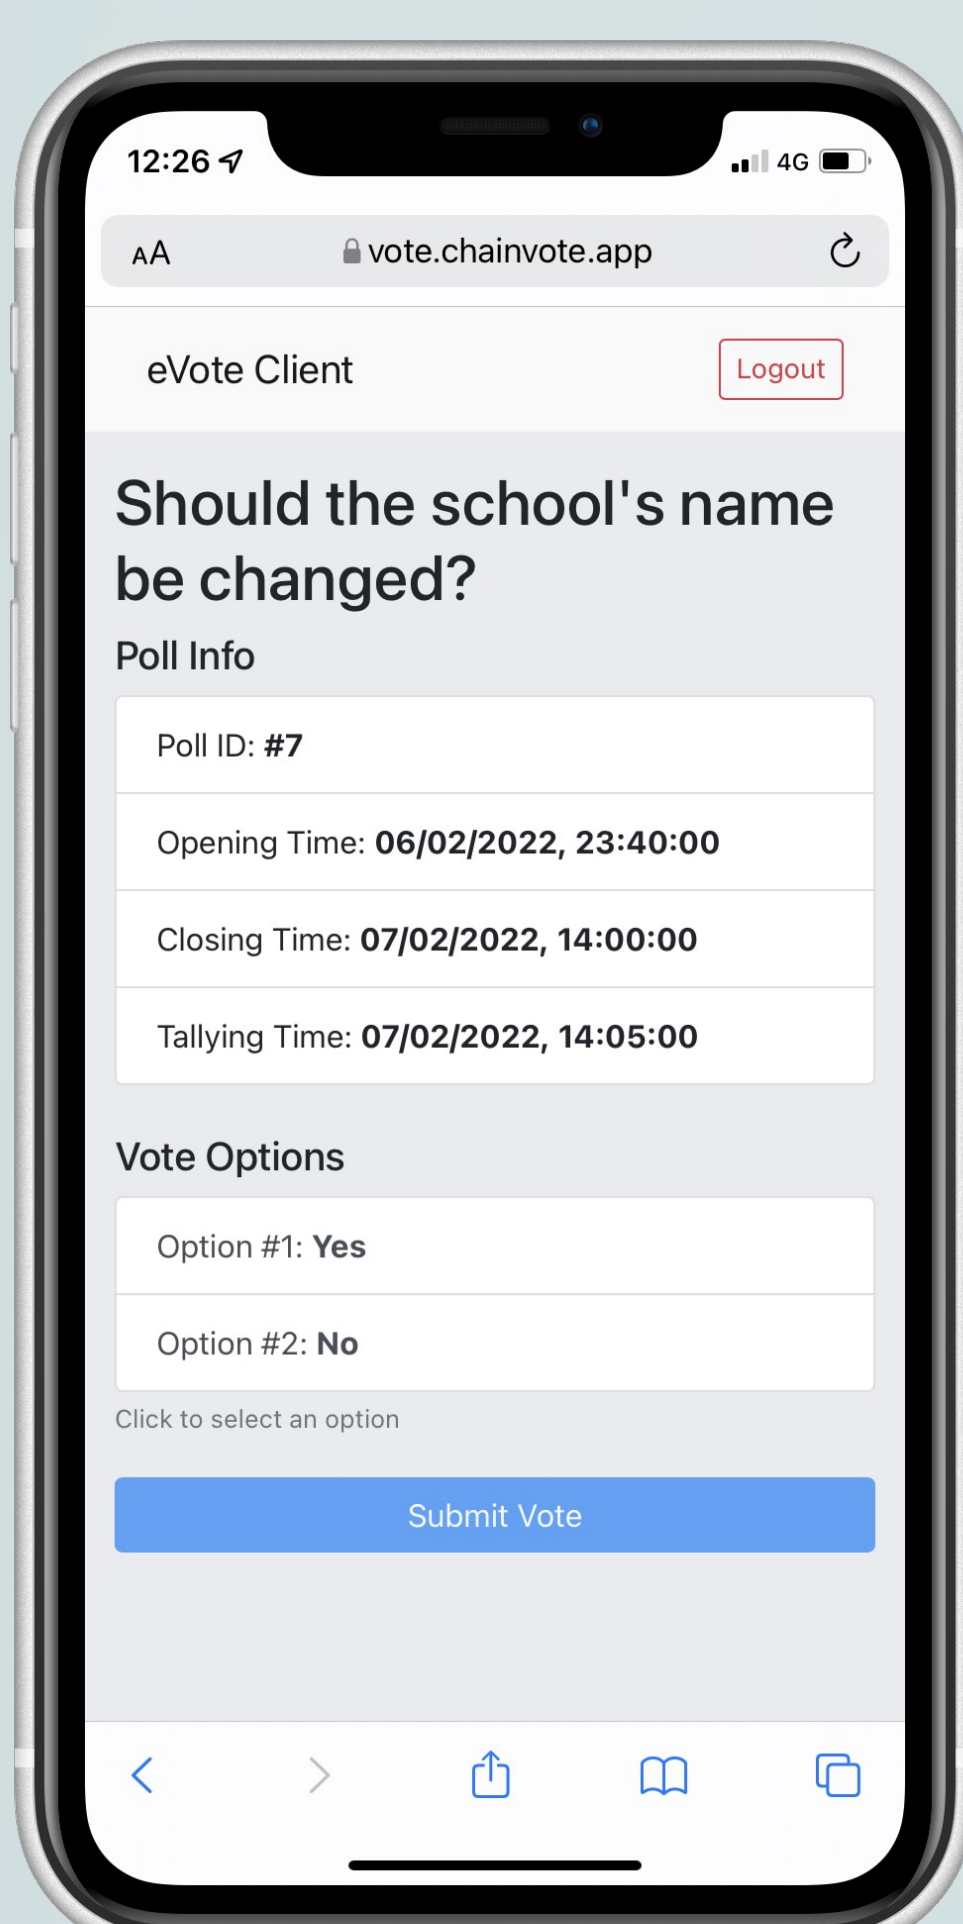 12:26 4G
AA vote.chainvote.app
eVote Client Logout
Should the school's name
be changed?
Poll Info
Poll ID: #7
Opening Time: 06/02/2022, 23:40:00
Closing Time: 07/02/2022, 14:00:00
Tallying Time: 07/02/2022, 14:05:00
Vote Options
Option #1: Yes
Option #2: No
Click to select an option
Submit Vote